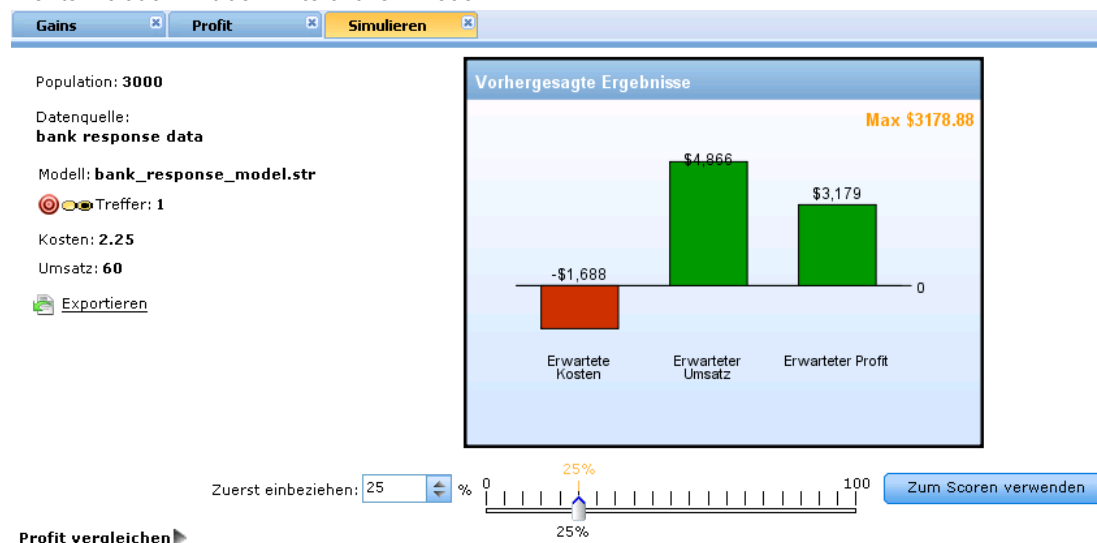 Gains
Profit
Simulieren
Population: 3000
Datenquelle:
bank response data
Modell: bank_response_model.str
Treffer: 1
Kosten: 2.25
Umsatz: 60
Exportieren
Vorhergesagte Ergebnisse
Max $3178.88
$4,866
$3,179
-$1,688
0
Erwartete
Kosten
Erwarteter
Umsatz
Erwarteter Profit
Zuerst einbeziehen: 25 %
0
25%
100
25%
Zum Scoren verwenden
Profit vergleichen